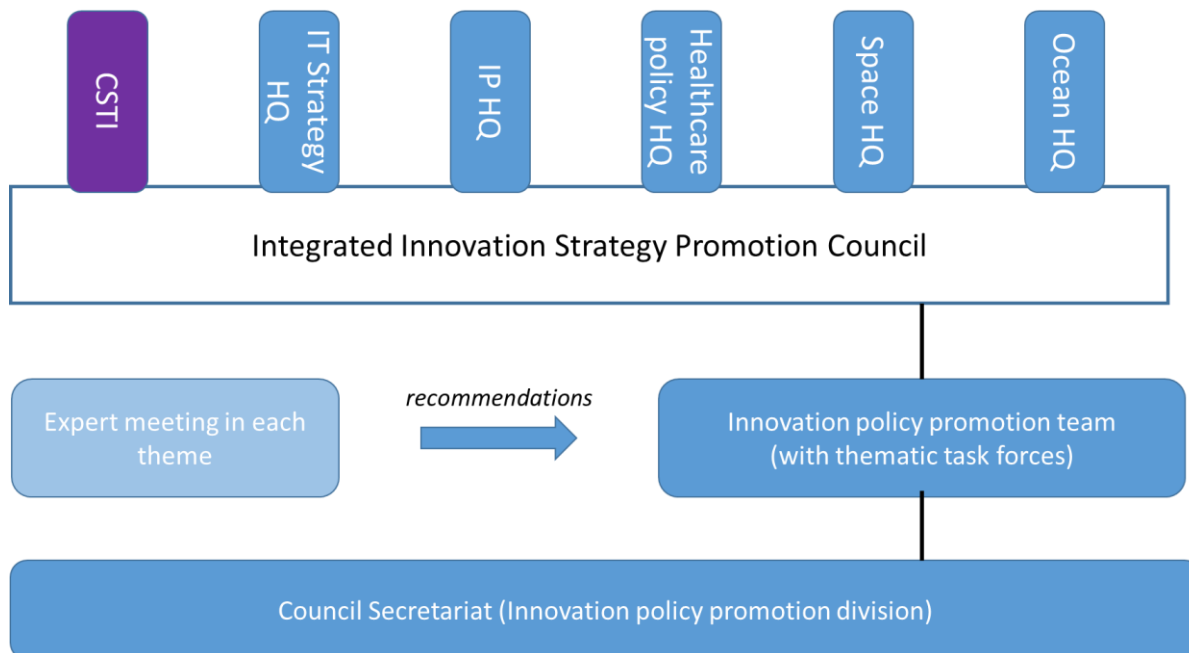 CSTI
IT Strategy
HQ
IP HQ
Healthcare
policy HQ
Space HQ
Ocean HQ
Integrated Innovation Strategy Promotion Council
Expert meeting in each
theme
recommendations
Innovation policy promotion team
(with thematic task forces)
Council Secretariat (Innovation policy promotion division)